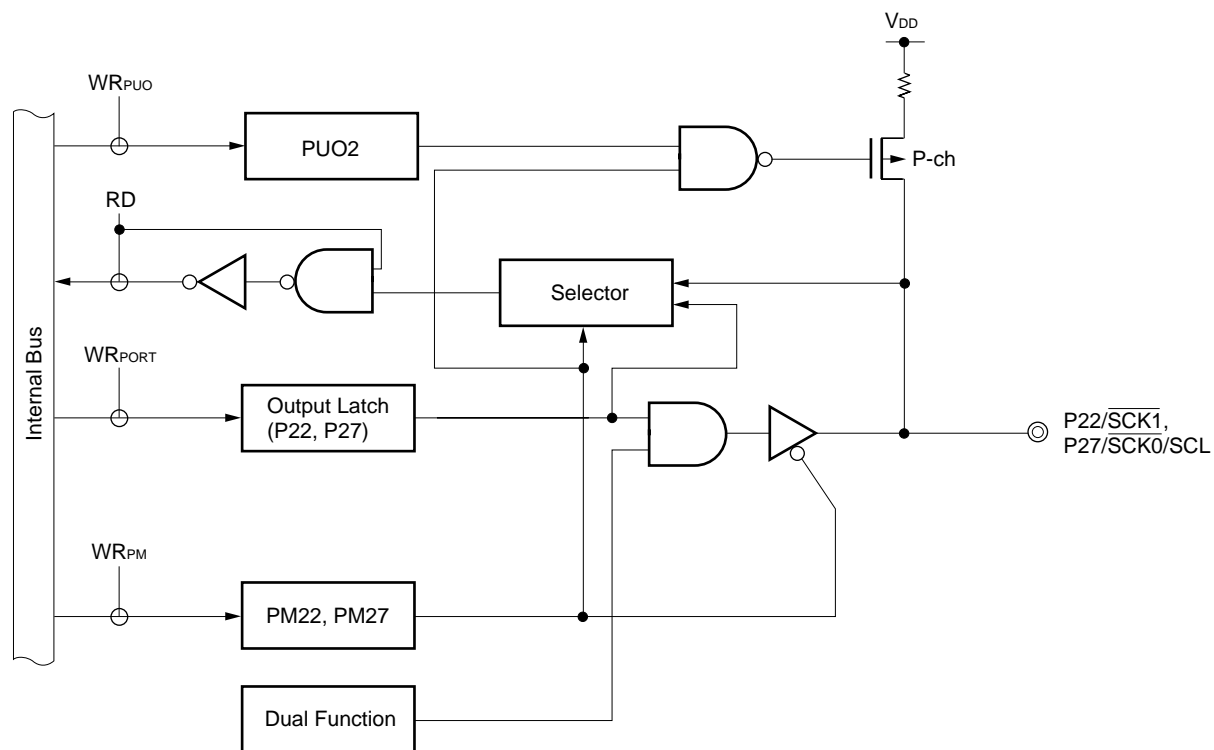 VDD
WRPUO
PUO2
P-ch
RD
Selector
Internal Bus
WRPORT
Output Latch
(P22, P27)
P22/SCK1,
P27/SCK0/SCL
WRPM
PM22, PM27
Dual Function